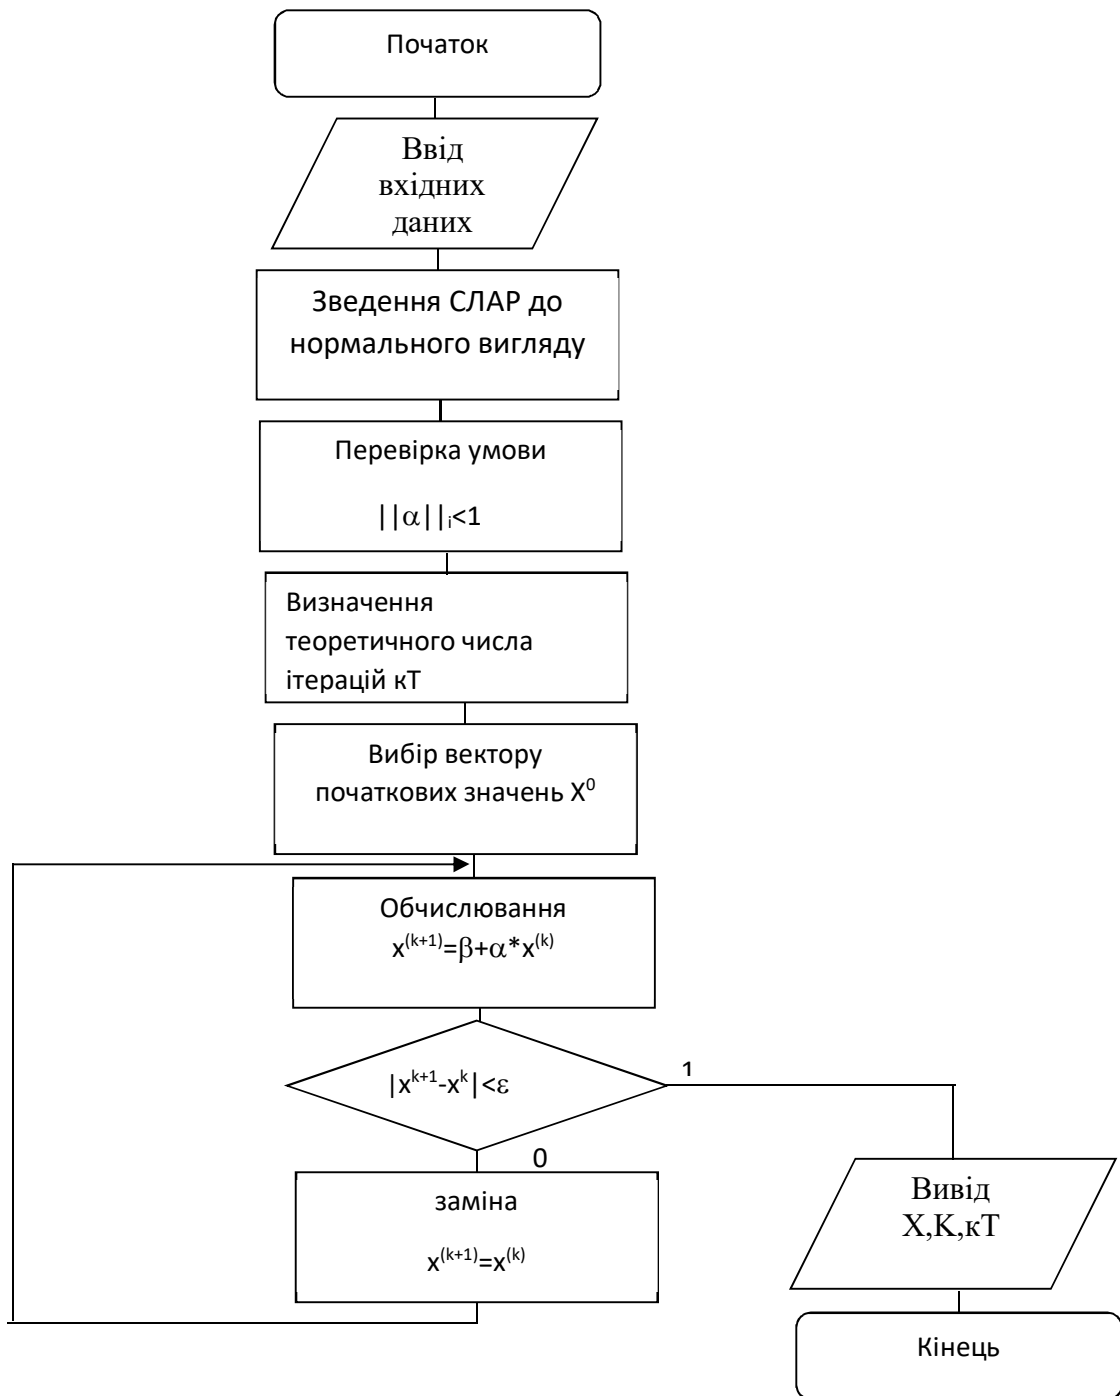 Початок
Ввід
вхідних
даних
Зведення СЛАР до
нормального вигляду
Перевірка умови
||α||ᵢ<1
Визначення
теоретичного числа
ітерацій кТ
Вибір вектору
початкових значень X⁰
Обчислювання
x⁽ᵏ⁺¹⁾=β+α*x⁽ᵏ⁾
|xᵏ⁺¹-xᵏ|<ε
1
0
заміна
x⁽ᵏ⁺¹⁾=x⁽ᵏ⁾
Вивід
X,K,кТ
Кінець